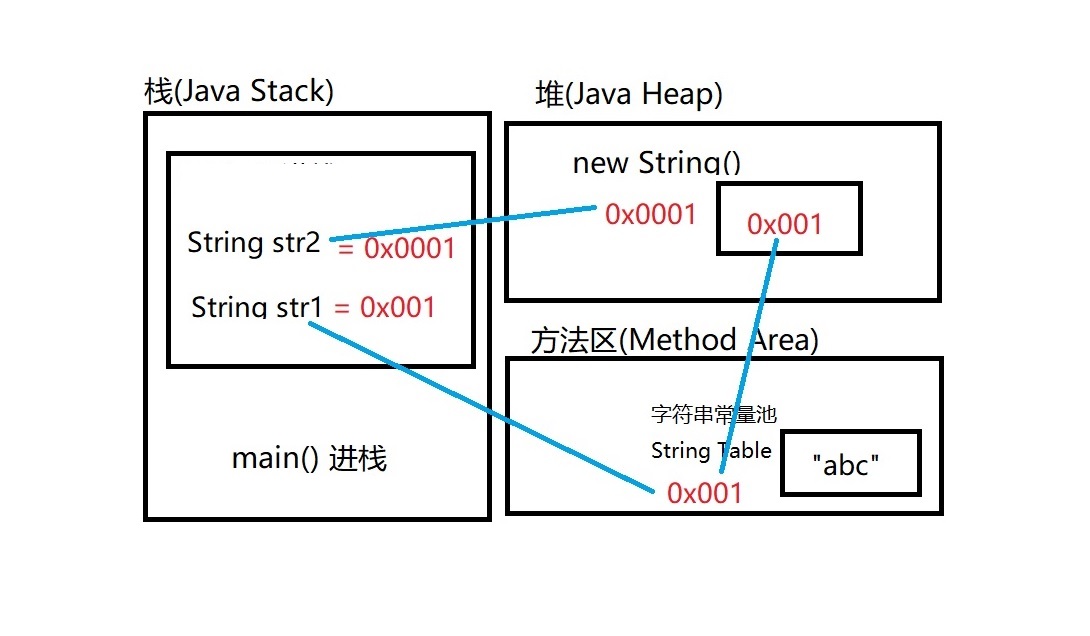 栈(Java Stack)
String str2 = 0x0001
String str1 = 0x001
main() 进栈
堆(Java Heap)
new String()
0x0001
0x001
方法区(Method Area)
字符串常量池
String Table
0x001
"abc"